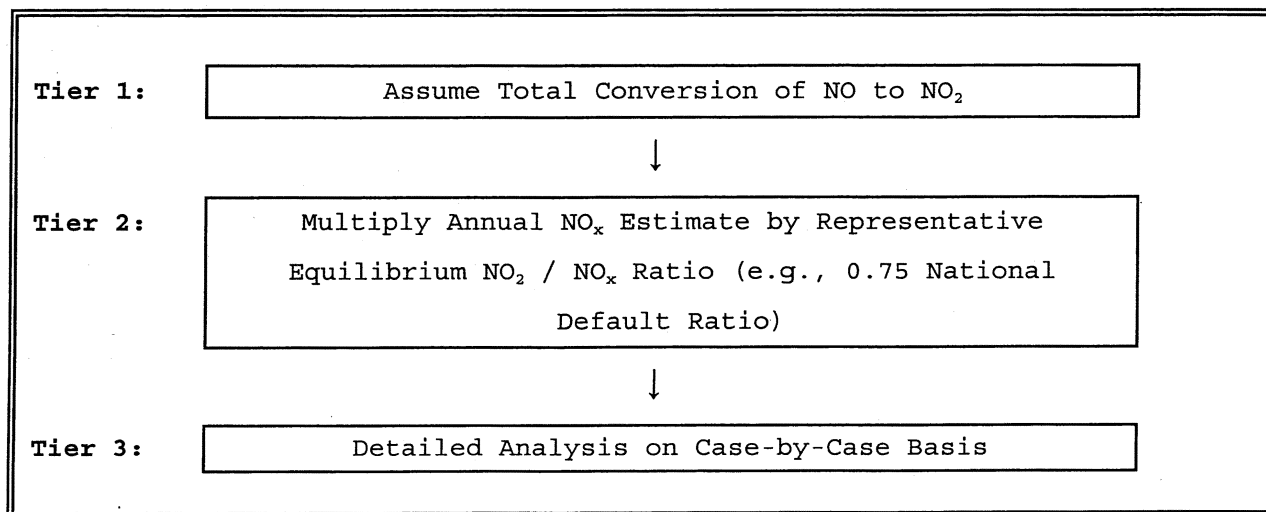 Tier 1: Assume Total Conversion of NO to NO₂
↓
Tier 2: Multiply Annual NOₓ Estimate by Representative
Equilibrium NO₂ / NOₓ Ratio (e.g., 0.75 National
Default Ratio)
↓
Tier 3: Detailed Analysis on Case-by-Case Basis